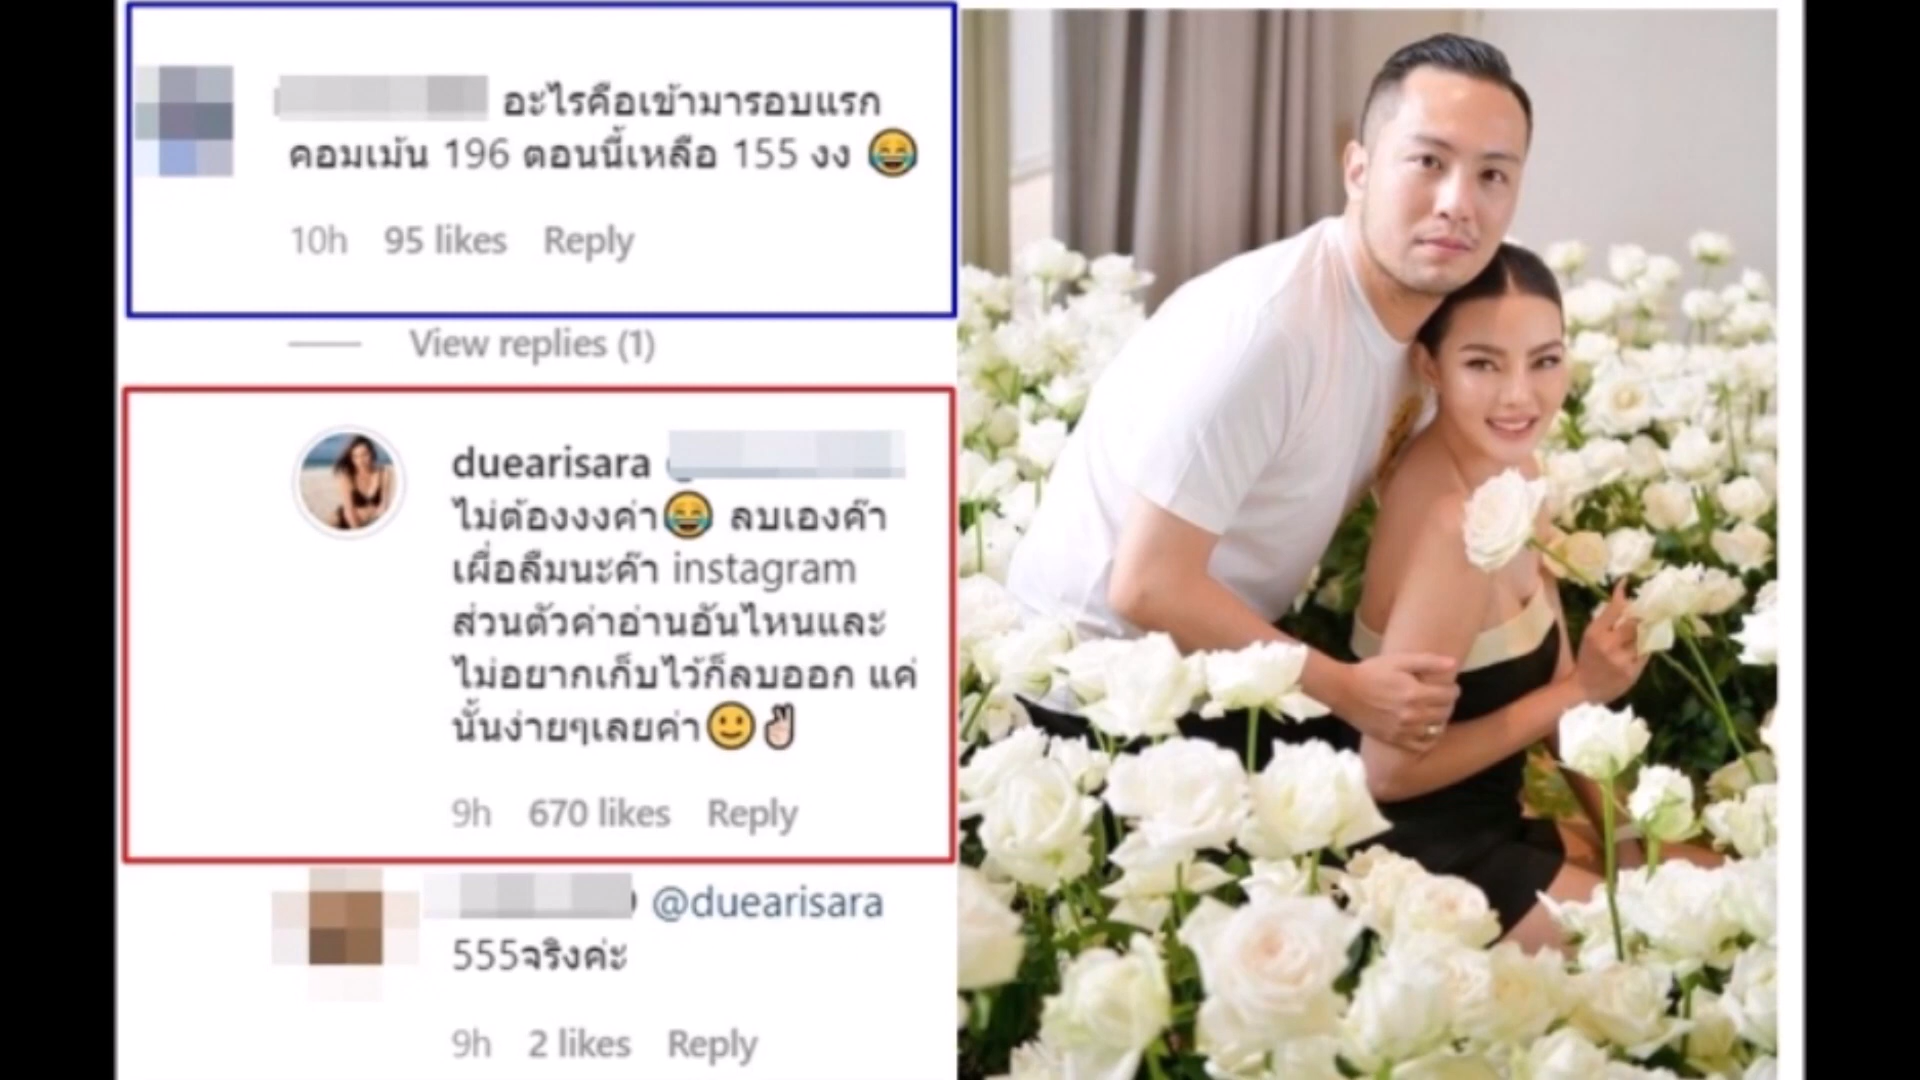 อะไรคือเข้ามารอบแรก
คอมเม้น 196 ตอนนี้เหลือ 155 งง 😂
10h 95 likes Reply
View replies (1)
duearisara
ไม่ต้องงงค่า😂 ลบเองค๊า
เผื่อลืมนะค๊า instagram
ส่วนตัวค่าอ่านอันไหนและ
ไม่อยากเก็บไว้ก็ลบออก แค่
นั้นง่ายๆเลยค่า🙂✌🏻
9h 670 likes Reply
@duearisara
555จริงค่ะ
9h 2 likes Reply